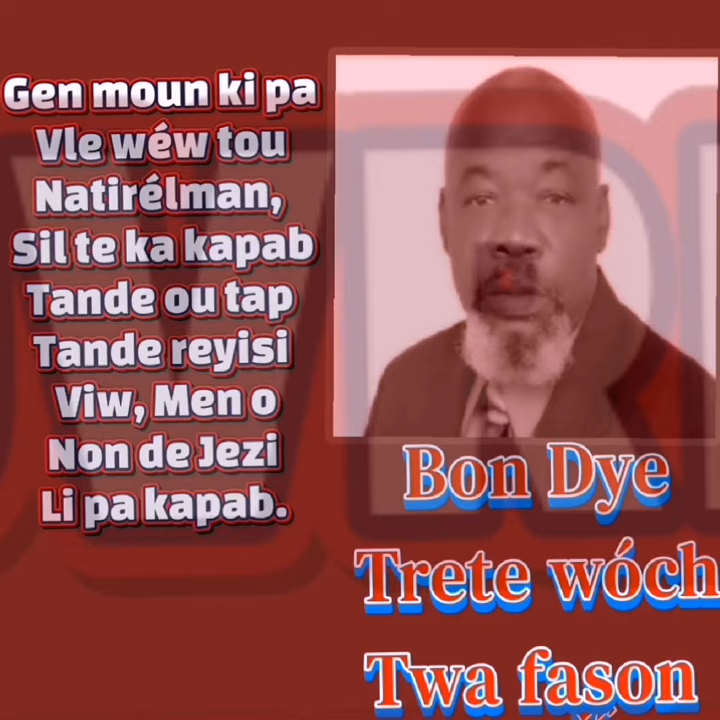 Gen moun ki pa
Vle wéw tou
Natirélman,
Sil te ka kapab
Tande ou tap
Tande reyisi
Viw, Men o
Non de Jezi
Li pa kapab.
Bon Dye
Trete wóch
Twa fason